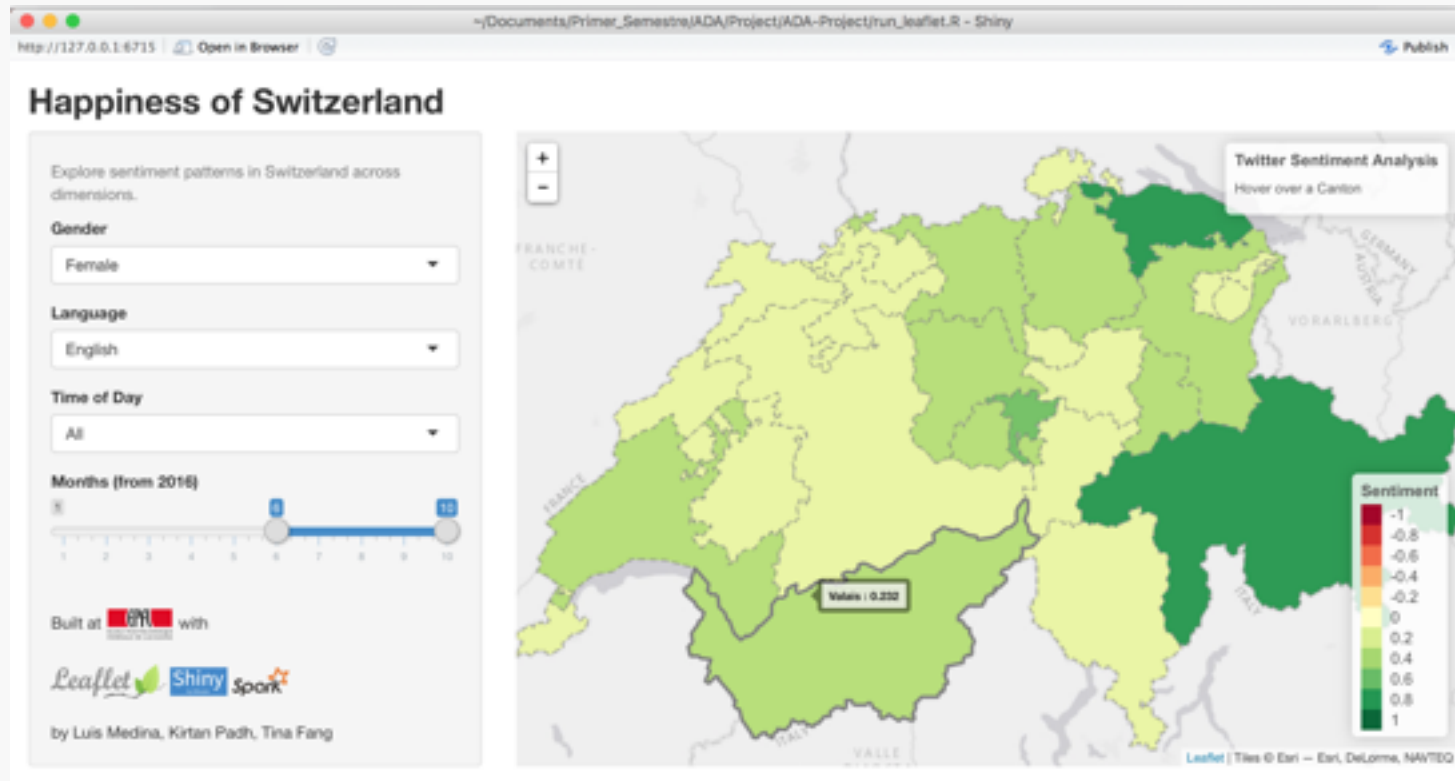 ~/Documents/Primer_Semestre/ADA/Project/ADA-Project/run_leaflet.R - Shiny
http://127.0.0.1:6715
Open in Browser
Publish
Happiness of Switzerland
Explore sentiment patterns in Switzerland across
dimensions.
Gender
Female
Language
English
Time of Day
All
Months (from 2016)
1
6
10
1 2 3 4 5 6 7 8 9 10
Built at EPFL with
Leaflet Shiny Spark
by Luis Medina, Kirtan Padh, Tina Fang
+
−
Twitter Sentiment Analysis
Hover over a Canton
FRANCHE-
COMTÉ
GERMANY
AUSTRIA
VORARLBERG
FRANCE
Valais : 0.232
ITALY
ITALY
VALLE
Sentiment
-1
-0.8
-0.6
-0.4
-0.2
0
0.2
0.4
0.6
0.8
1
Leaflet | Tiles © Esri — Esri, DeLorme, NAVTEQ